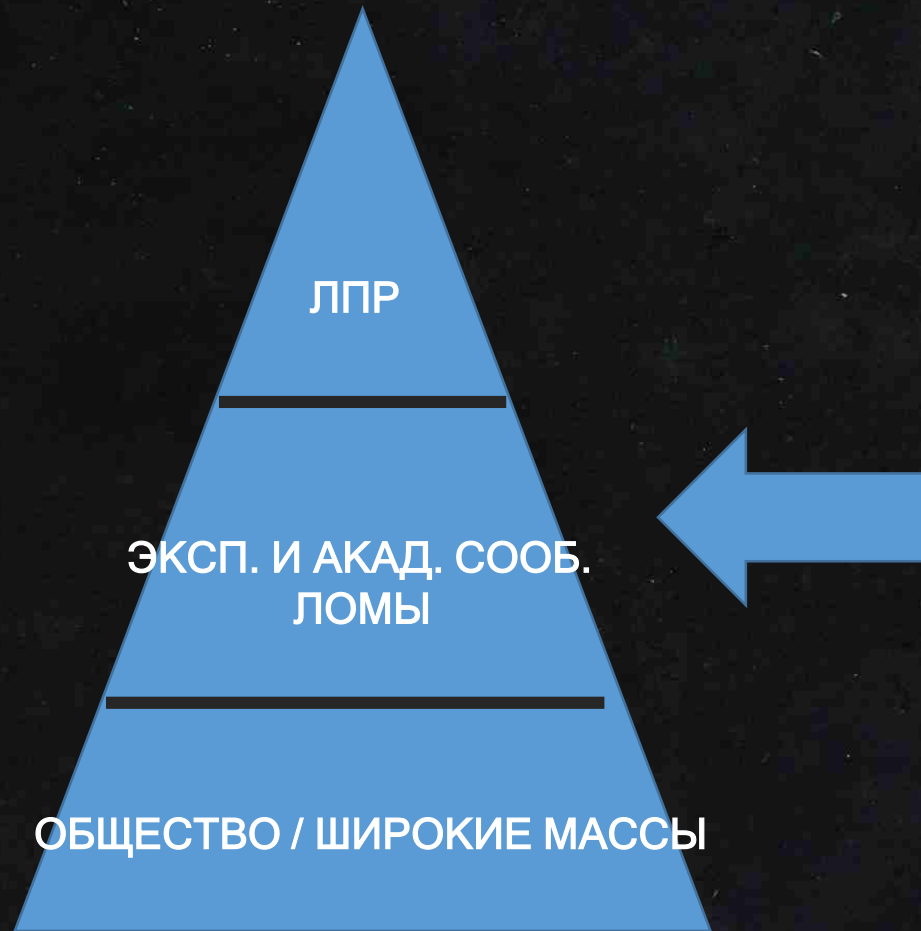 ЛПР
ЭКСП. И АКАД. СООБ.
ЛОМЫ
ОБЩЕСТВО / ШИРОКИЕ МАССЫ